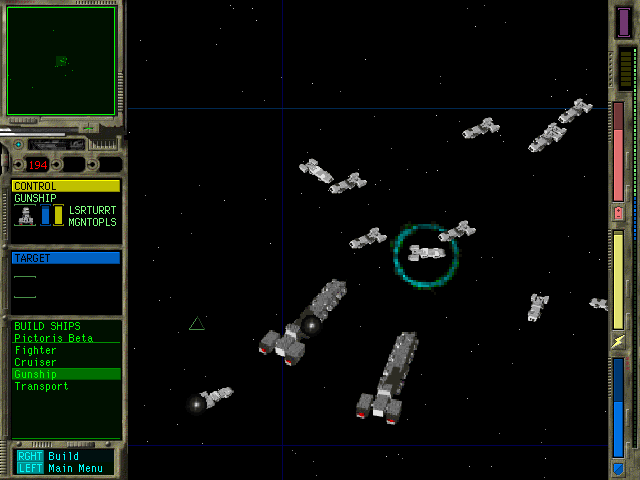 194
CONTROL
GUNSHIP
LSRTURRT
MGNTOPLS
TARGET
BUILD SHIPS
Pictoris Beta
Fighter
Cruiser
Gunship
Transport
RGHT Build
LEFT Main Menu